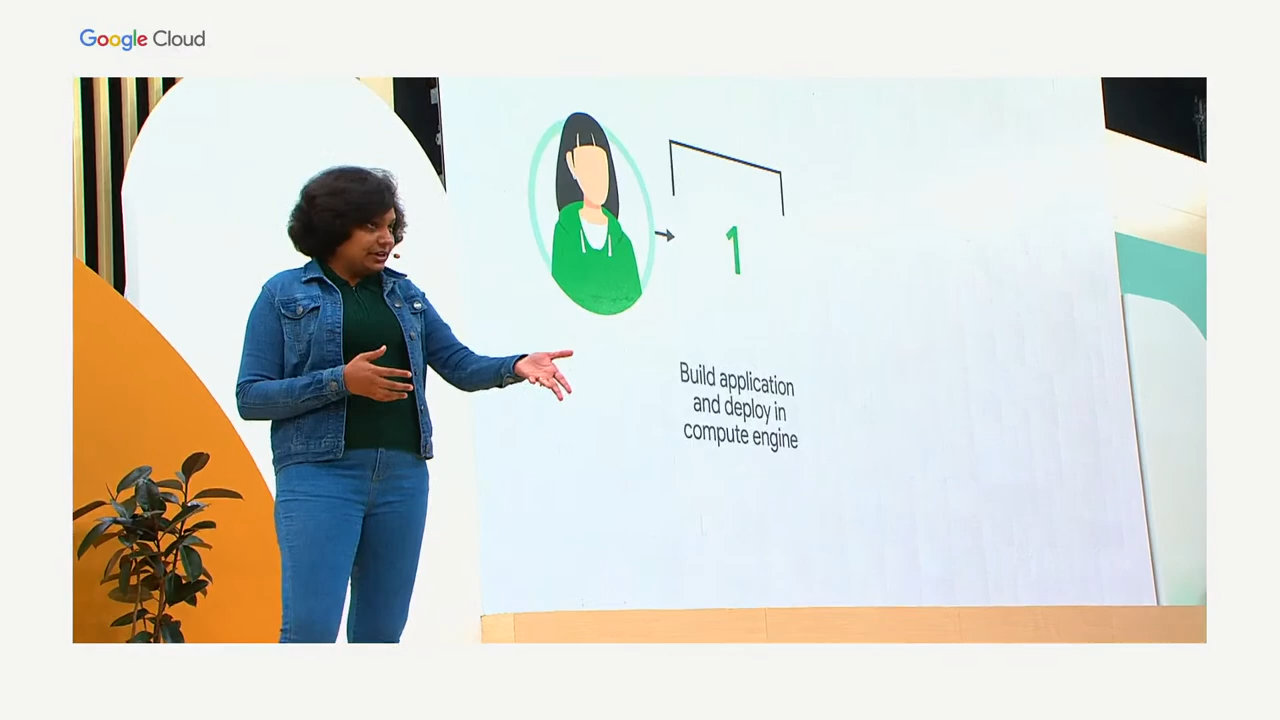 Google Cloud
1
Build application
and deploy in
compute engine